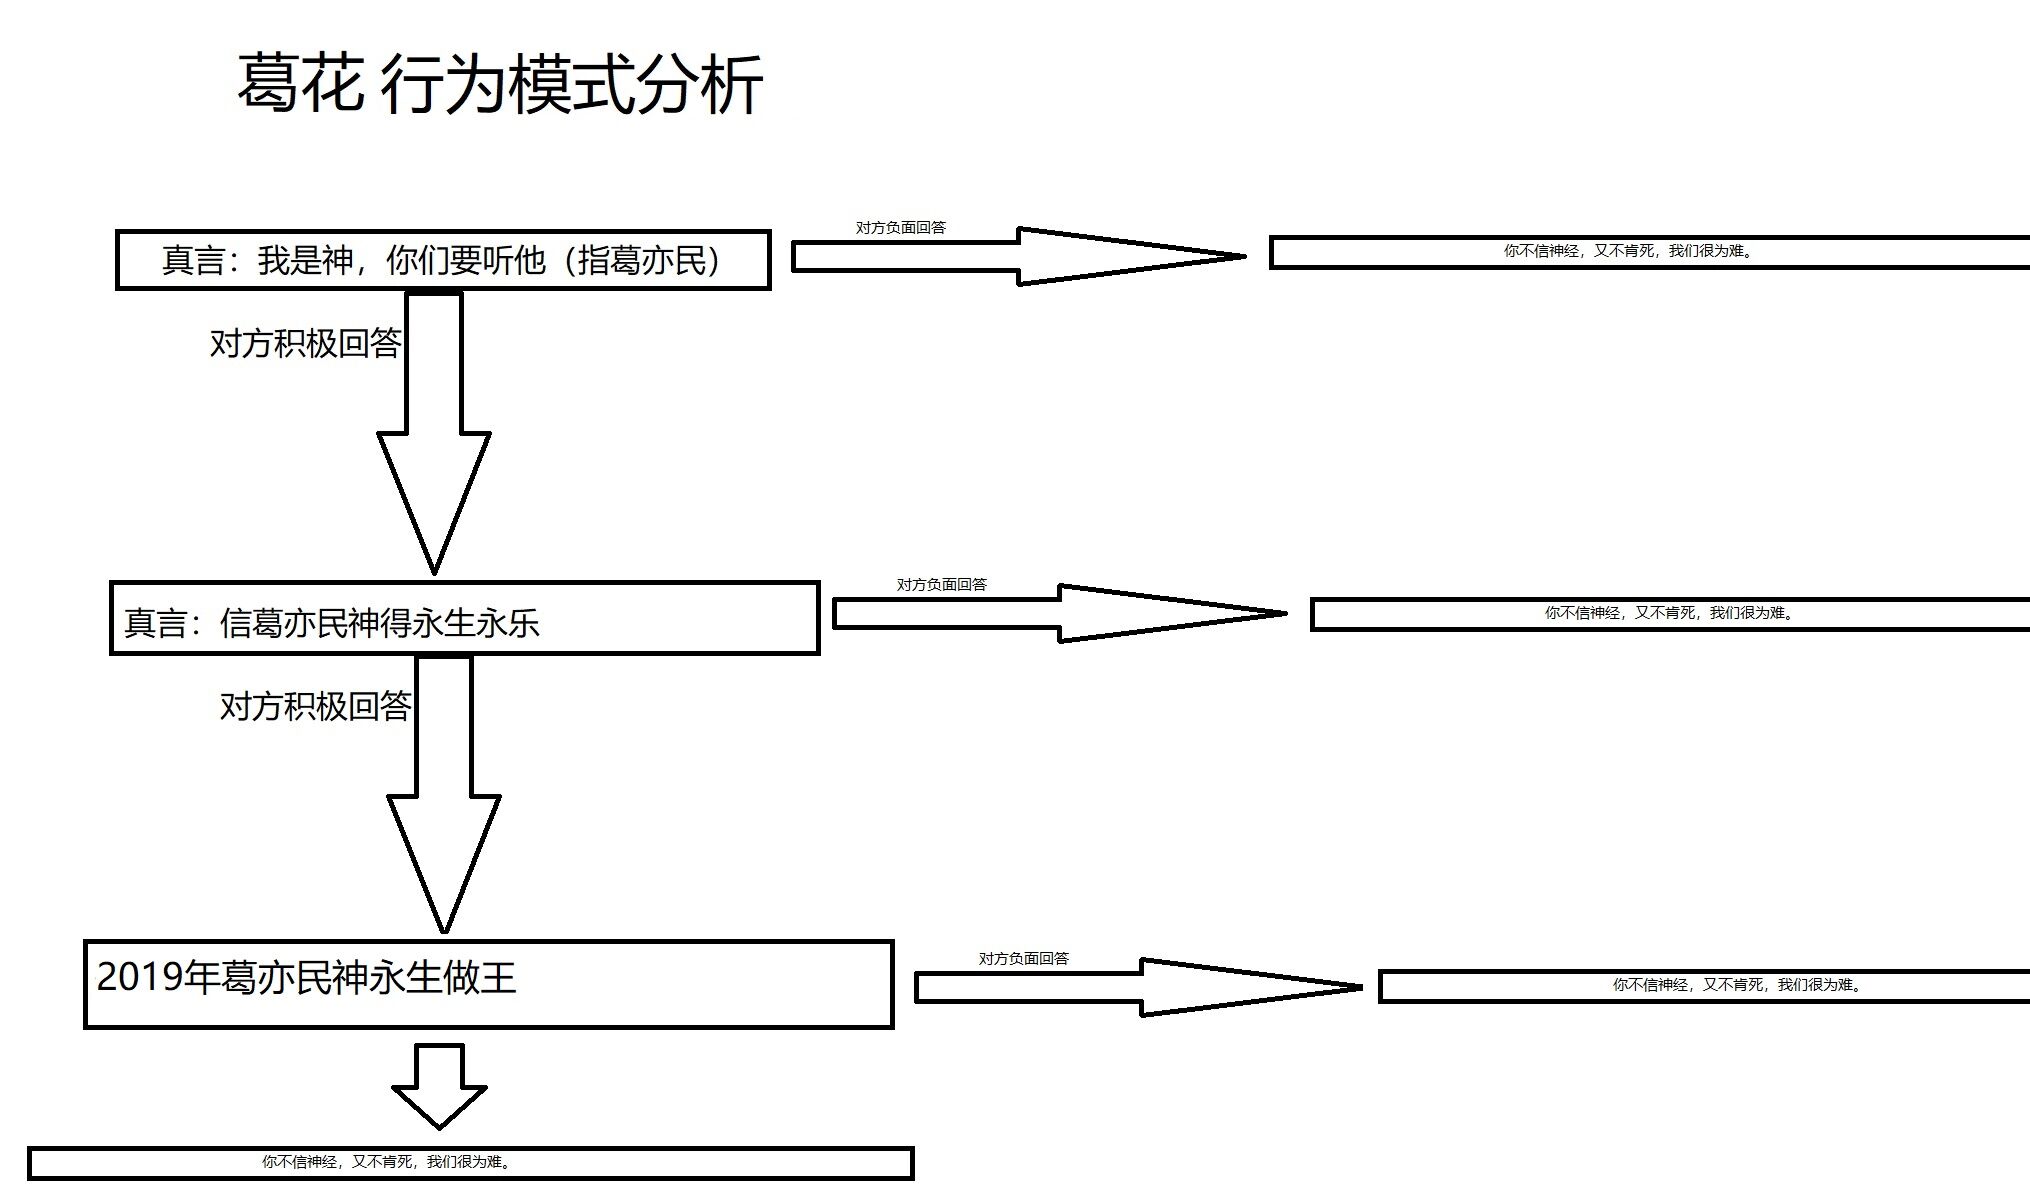 葛花 行为模式分析
真言：我是神，你们要听他（指葛亦民）
对方负面回答
你不信神经，又不肯死，我们很为难。
对方积极回答
真言：信葛亦民神得永生永乐
对方负面回答
你不信神经，又不肯死，我们很为难。
对方积极回答
2019年葛亦民神永生做王
对方负面回答
你不信神经，又不肯死，我们很为难。
你不信神经，又不肯死，我们很为难。